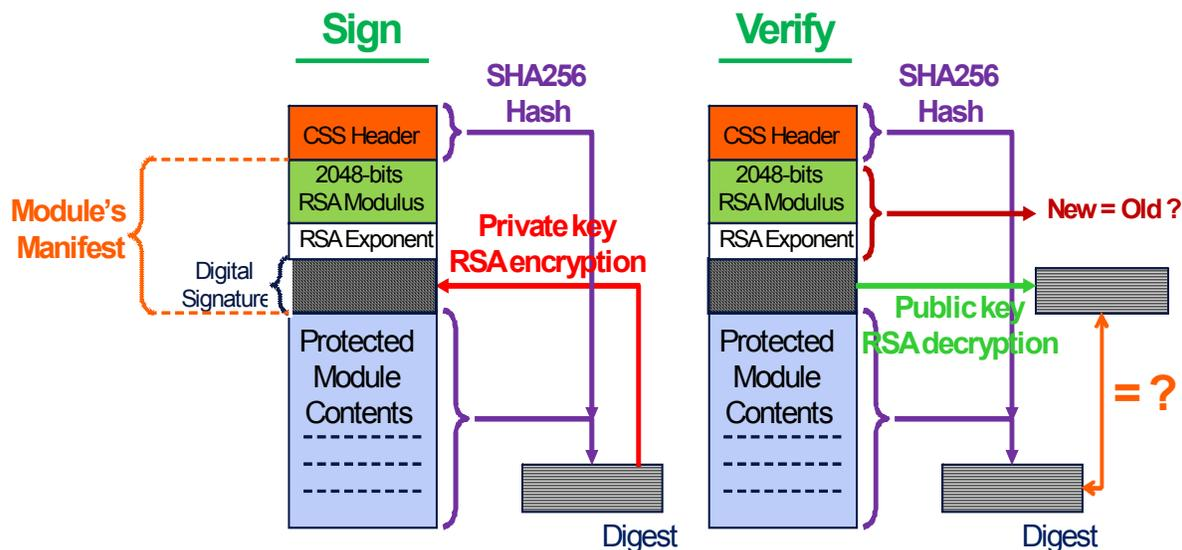 Sign
SHA256
Hash
CSS Header
2048-bits
RSA Modulus
RSA Exponent
Module's
Manifest
Digital
Signature
Private key
RSA encryption
Protected
Module
Contents
Digest
Verify
SHA256
Hash
CSS Header
2048-bits
RSA Modulus
RSA Exponent
New = Old ?
Public key
RSA decryption
Protected
Module
Contents
= ?
Digest